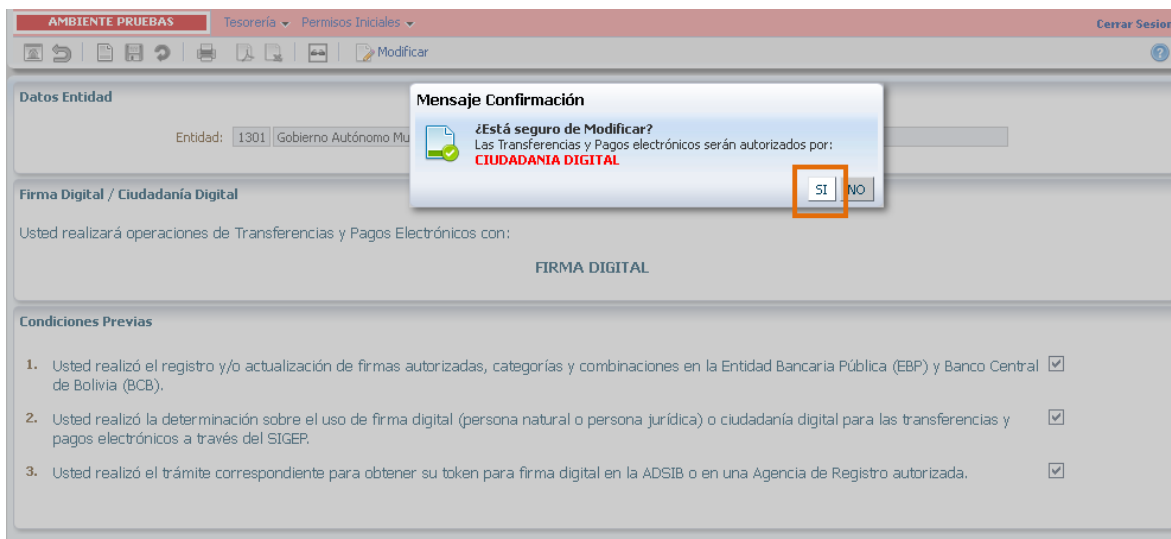 AMBIENTE PRUEBAS Tesorería Permisos Iniciales Cerrar Sesion
Modificar
Datos Entidad
Mensaje Confirmación
¿Está seguro de Modificar?
Las Transferencias y Pagos electrónicos serán autorizados por:
CIUDADANIA DIGITAL
Entidad: 1301 Gobierno Autónomo Mu
SI NO
Firma Digital / Ciudadanía Digital
Usted realizará operaciones de Transferencias y Pagos Electrónicos con:
FIRMA DIGITAL
Condiciones Previas
1. Usted realizó el registro y/o actualización de firmas autorizadas, categorías y combinaciones en la Entidad Bancaria Pública (EBP) y Banco Central
de Bolivia (BCB).
2. Usted realizó la determinación sobre el uso de firma digital (persona natural o persona jurídica) o ciudadanía digital para las transferencias y
pagos electrónicos a través del SIGEP.
3. Usted realizó el trámite correspondiente para obtener su token para firma digital en la ADSIB o en una Agencia de Registro autorizada.